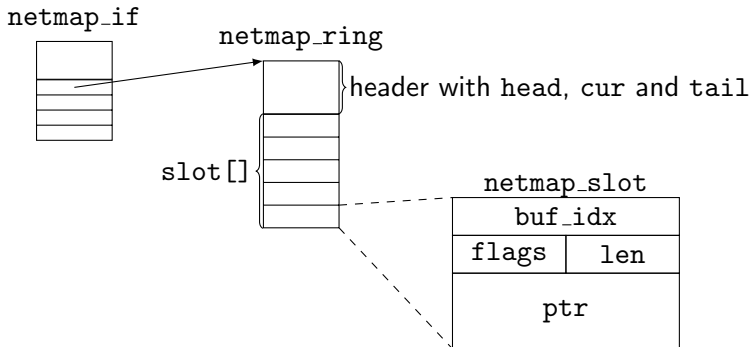 netmap_if
netmap_ring
header with head, cur and tail
slot[]
netmap_slot
buf_idx
flags len
ptr